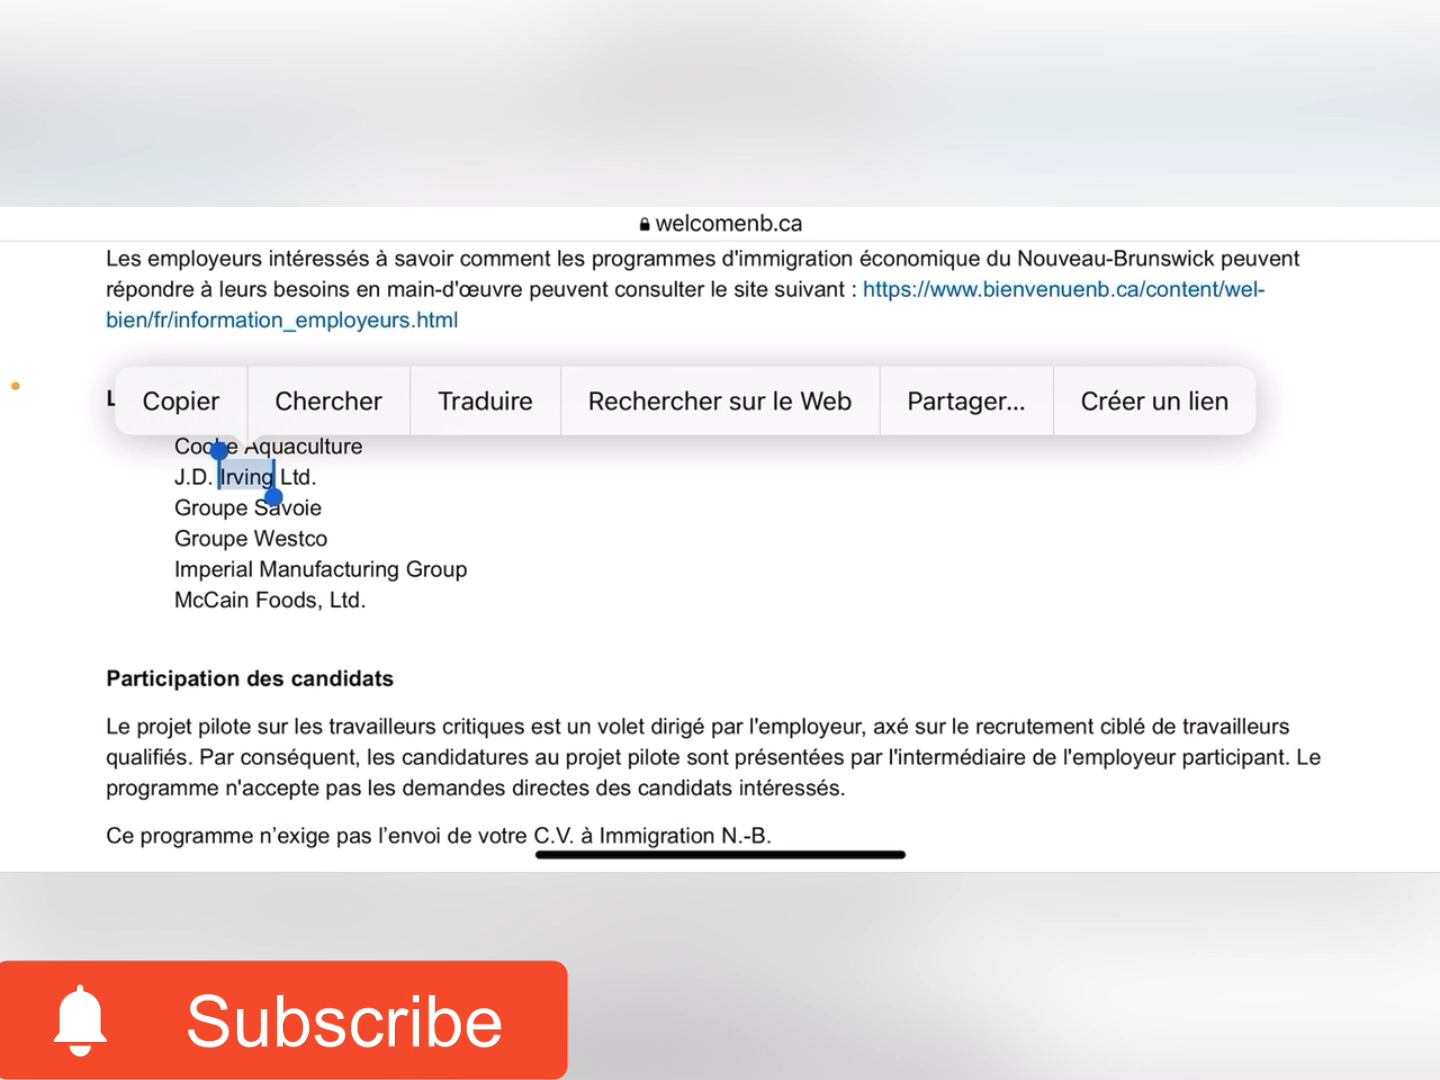 welcomenb.ca
Les employeurs intéressés à savoir comment les programmes d'immigration économique du Nouveau-Brunswick peuvent
répondre à leurs besoins en main-d'œuvre peuvent consulter le site suivant : https://www.bienvenuenb.ca/content/wel-
bien/fr/information_employeurs.html
Copier Chercher Traduire Rechercher sur le Web Partager... Créer un lien
Cooke Aquaculture
J.D. Irving Ltd.
Groupe Savoie
Groupe Westco
Imperial Manufacturing Group
McCain Foods, Ltd.
Participation des candidats
Le projet pilote sur les travailleurs critiques est un volet dirigé par l'employeur, axé sur le recrutement ciblé de travailleurs
qualifiés. Par conséquent, les candidatures au projet pilote sont présentées par l'intermédiaire de l'employeur participant. Le
programme n'accepte pas les demandes directes des candidats intéressés.
Ce programme n’exige pas l’envoi de votre C.V. à Immigration N.-B.
Subscribe